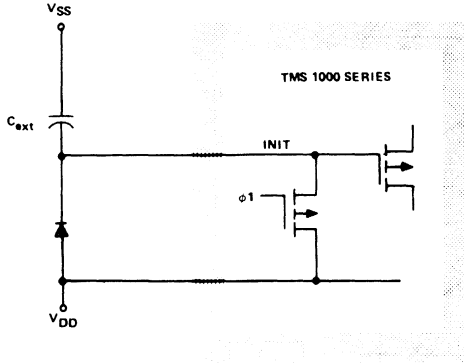 VSS
TMS 1000 SERIES
Cext
INIT
φ1
VDD